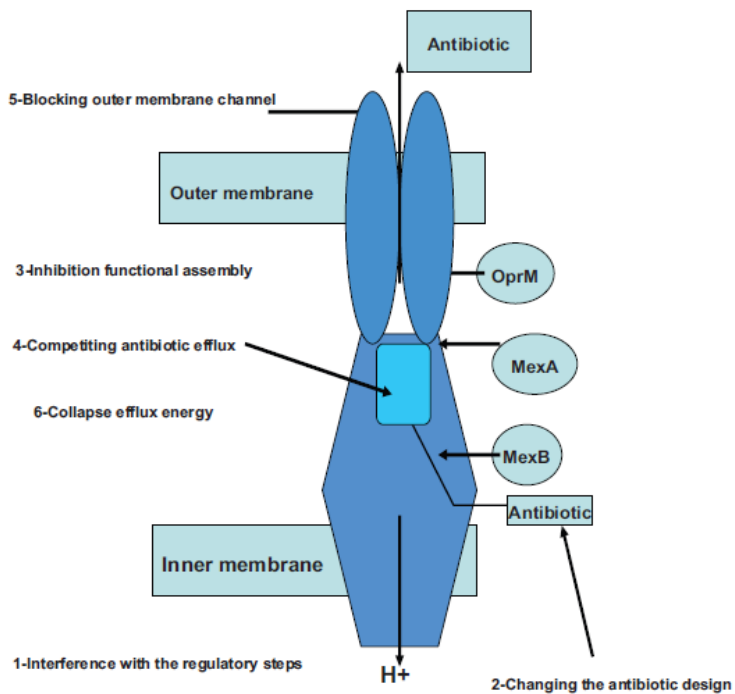 Antibiotic
5-Blocking outer membrane channel
Outer membrane
3-Inhibition functional assembly
OprM
4-Competiting antibiotic efflux
MexA
6-Collapse efflux energy
MexB
Antibiotic
Inner membrane
1-Interference with the regulatory steps
H+
2-Changing the antibiotic design